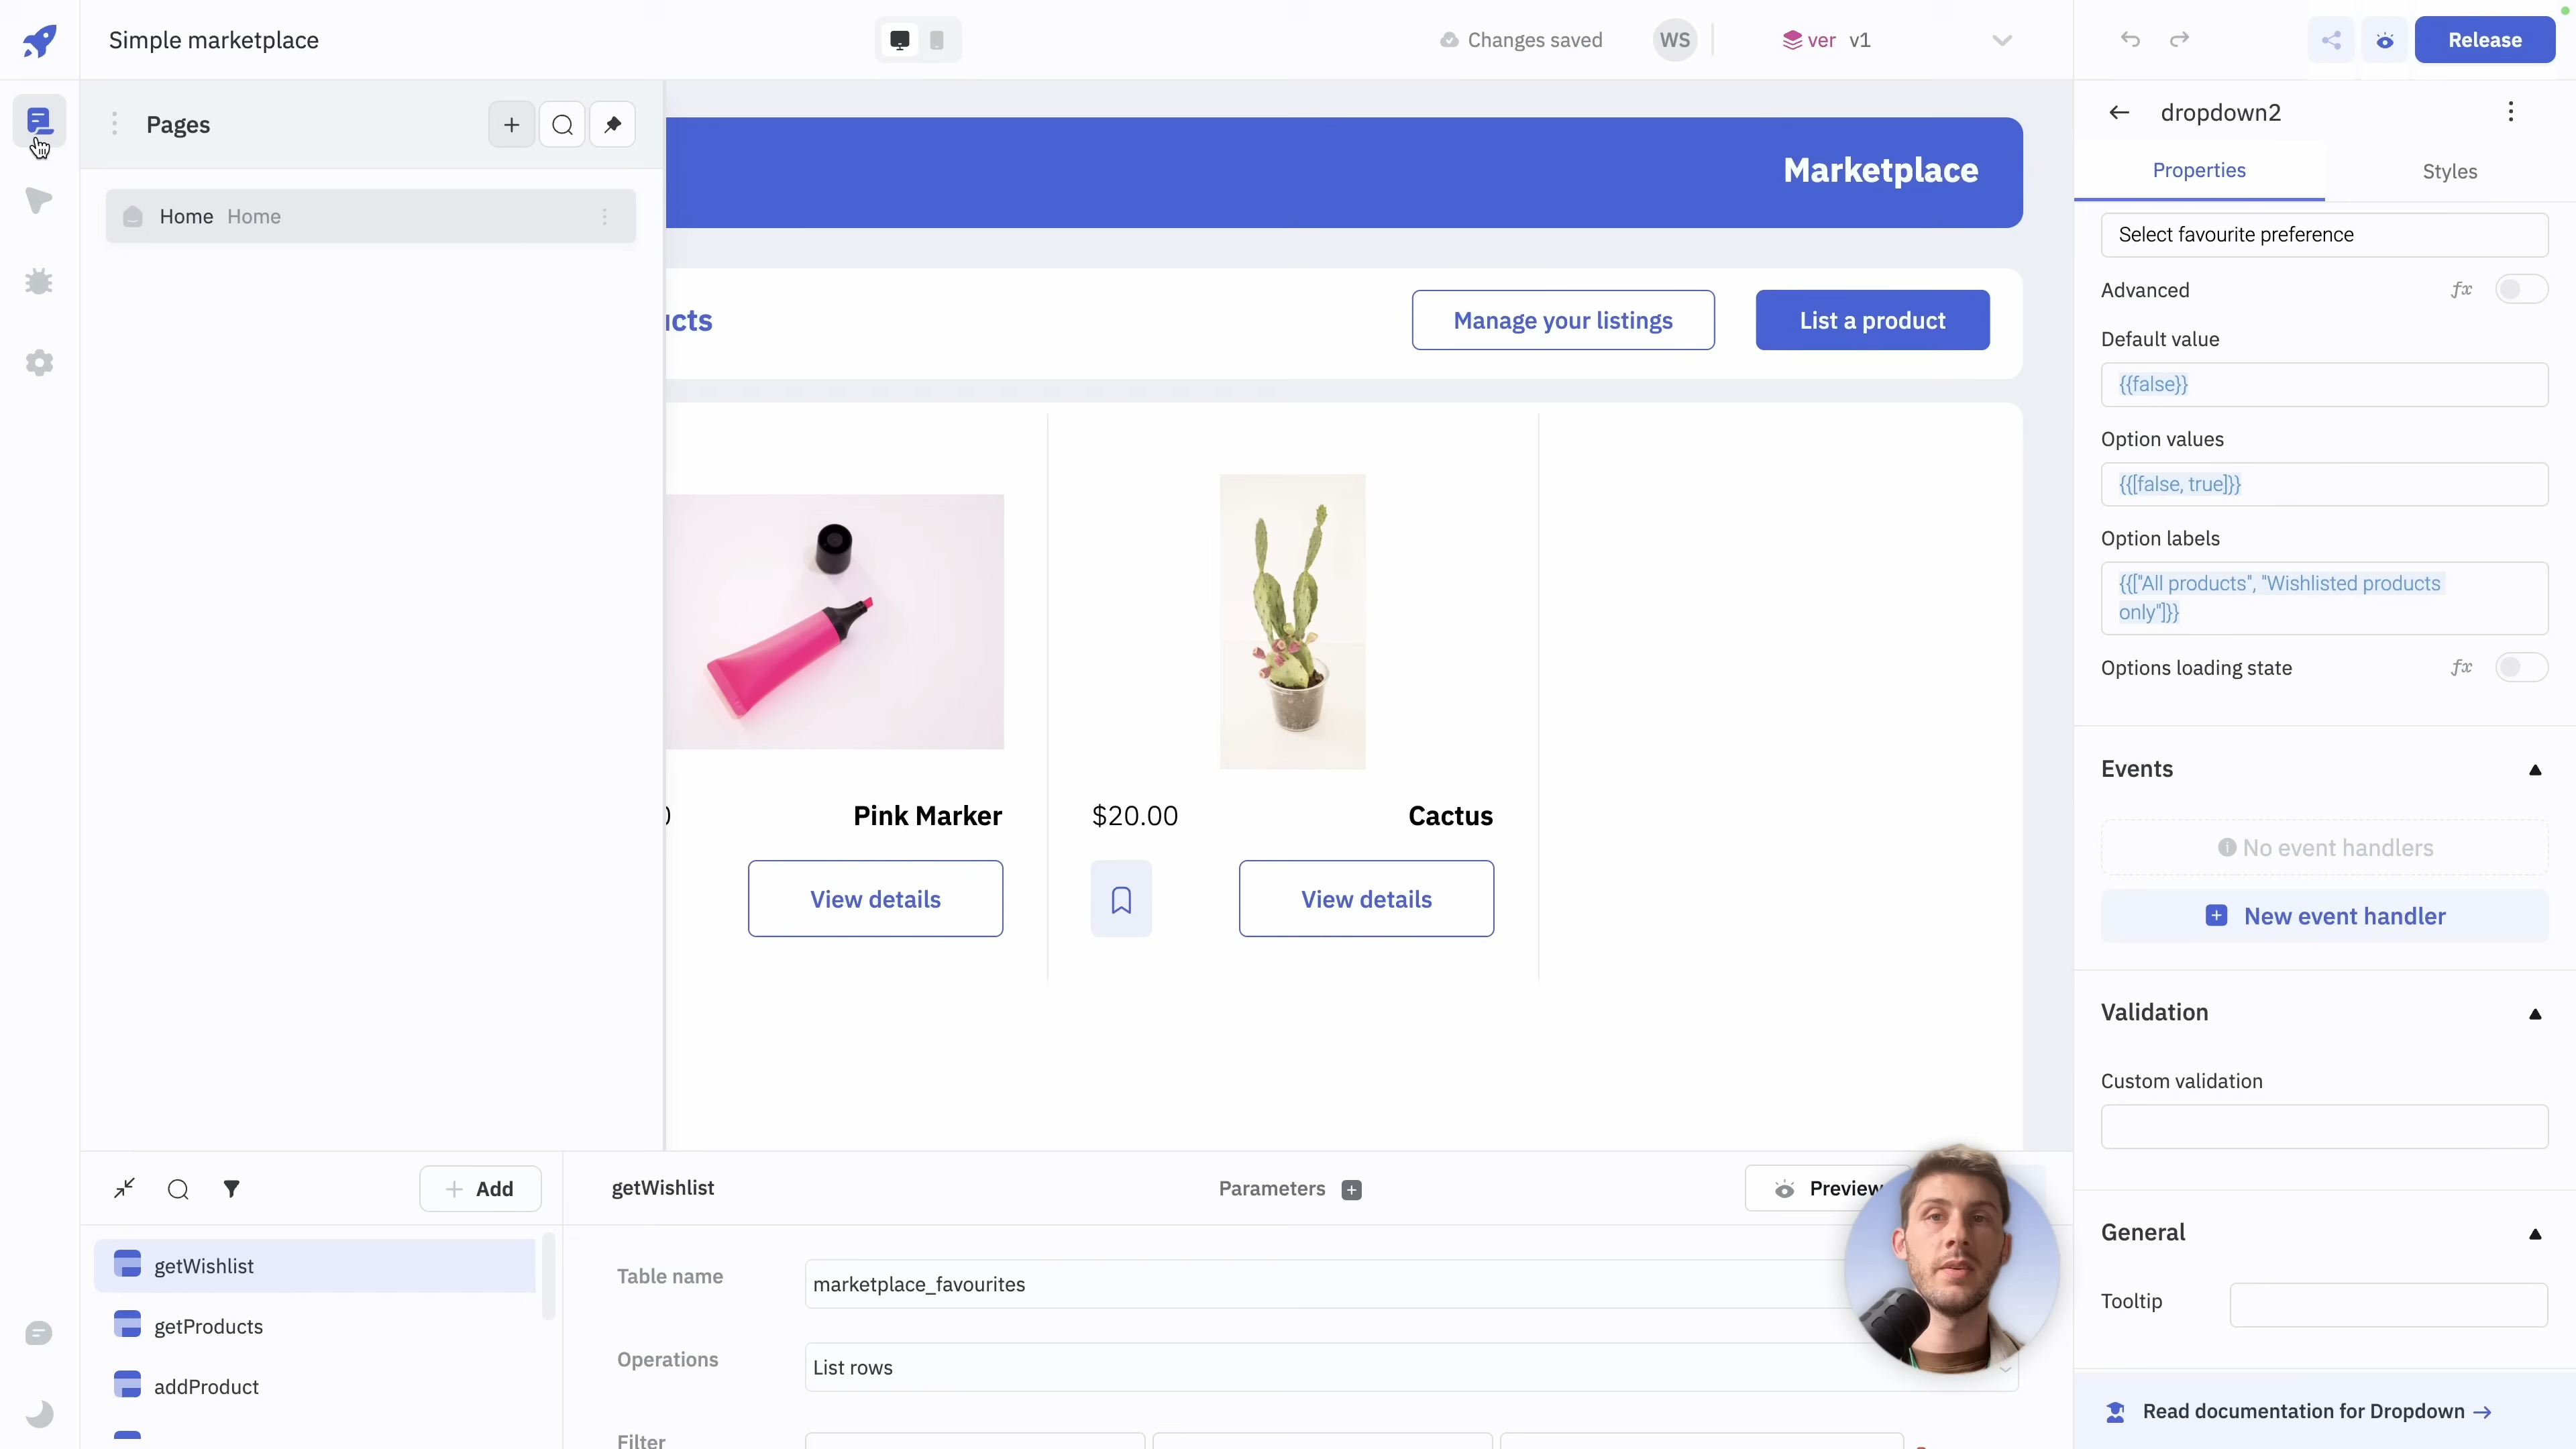 Simple marketplace
Changes saved
WS
ver v1
Release
Pages
Home Home
Marketplace
ucts
Manage your listings
List a product
Pink Marker
View details
$20.00
Cactus
View details
dropdown2
Properties
Styles
Select favourite preference
Advanced
fx
Default value
{{false}}
Option values
{{[false, true]}}
Option labels
{{["All products", "Wishlisted products
only"]}}
Options loading state
fx
Events
No event handlers
New event handler
Validation
Custom validation
General
Tooltip
Read documentation for Dropdown →
Add
getWishlist
getProducts
addProduct
getWishlist
Parameters
Preview
Table name
marketplace_favourites
Operations
List rows
Filter